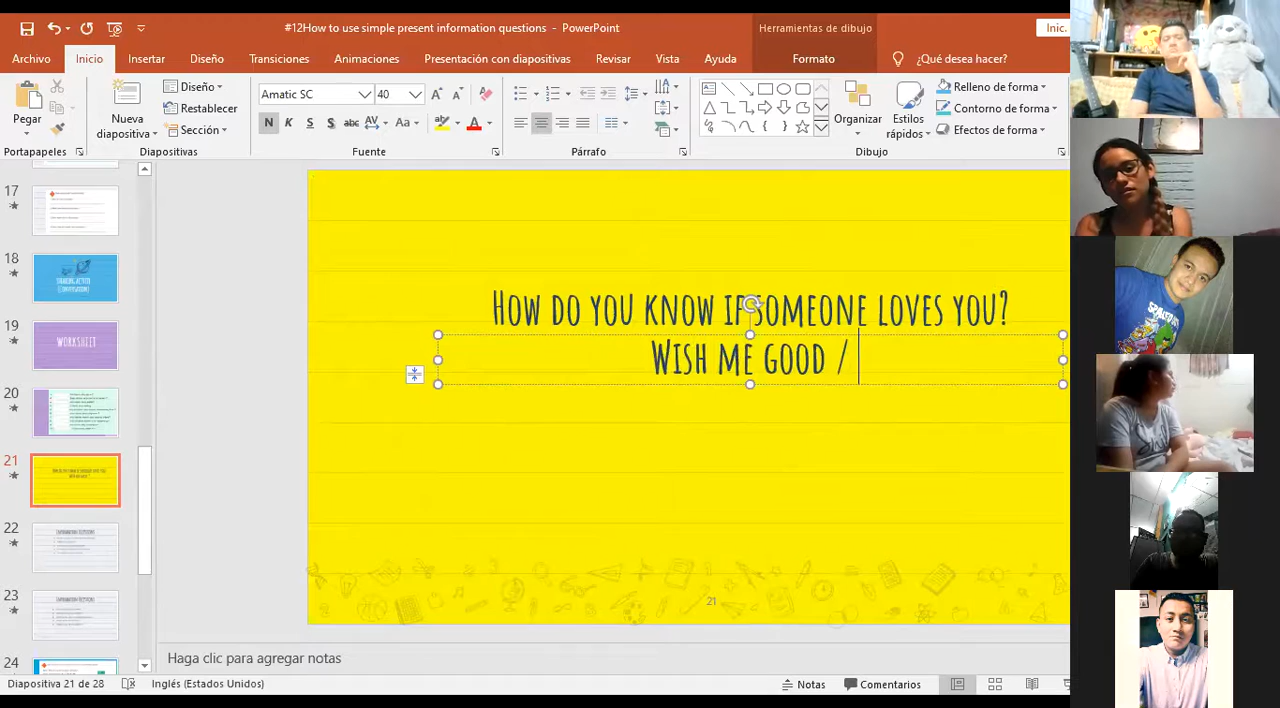 #12How to use simple present information questions - PowerPoint
Herramientas de dibujo
Inic.
Archivo
Inicio
Insertar
Diseño
Transiciones
Animaciones
Presentación con diapositivas
Revisar
Vista
Ayuda
Formato
¿Qué desea hacer?
Pegar
Nueva diapositiva
Diseño
Restablecer
Sección
Amatic SC
40
N K S S abc AV Aa A
Organizar
Estilos rápidos
Relleno de forma
Contorno de forma
Efectos de forma
Portapapeles
Diapositivas
Fuente
Párrafo
Dibujo
17
18
19
WORKSHEET
20
21
22
23
24
How do you know if someone loves you?
Wish me good /
21
Haga clic para agregar notas
Diapositiva 21 de 28
Inglés (Estados Unidos)
Notas
Comentarios